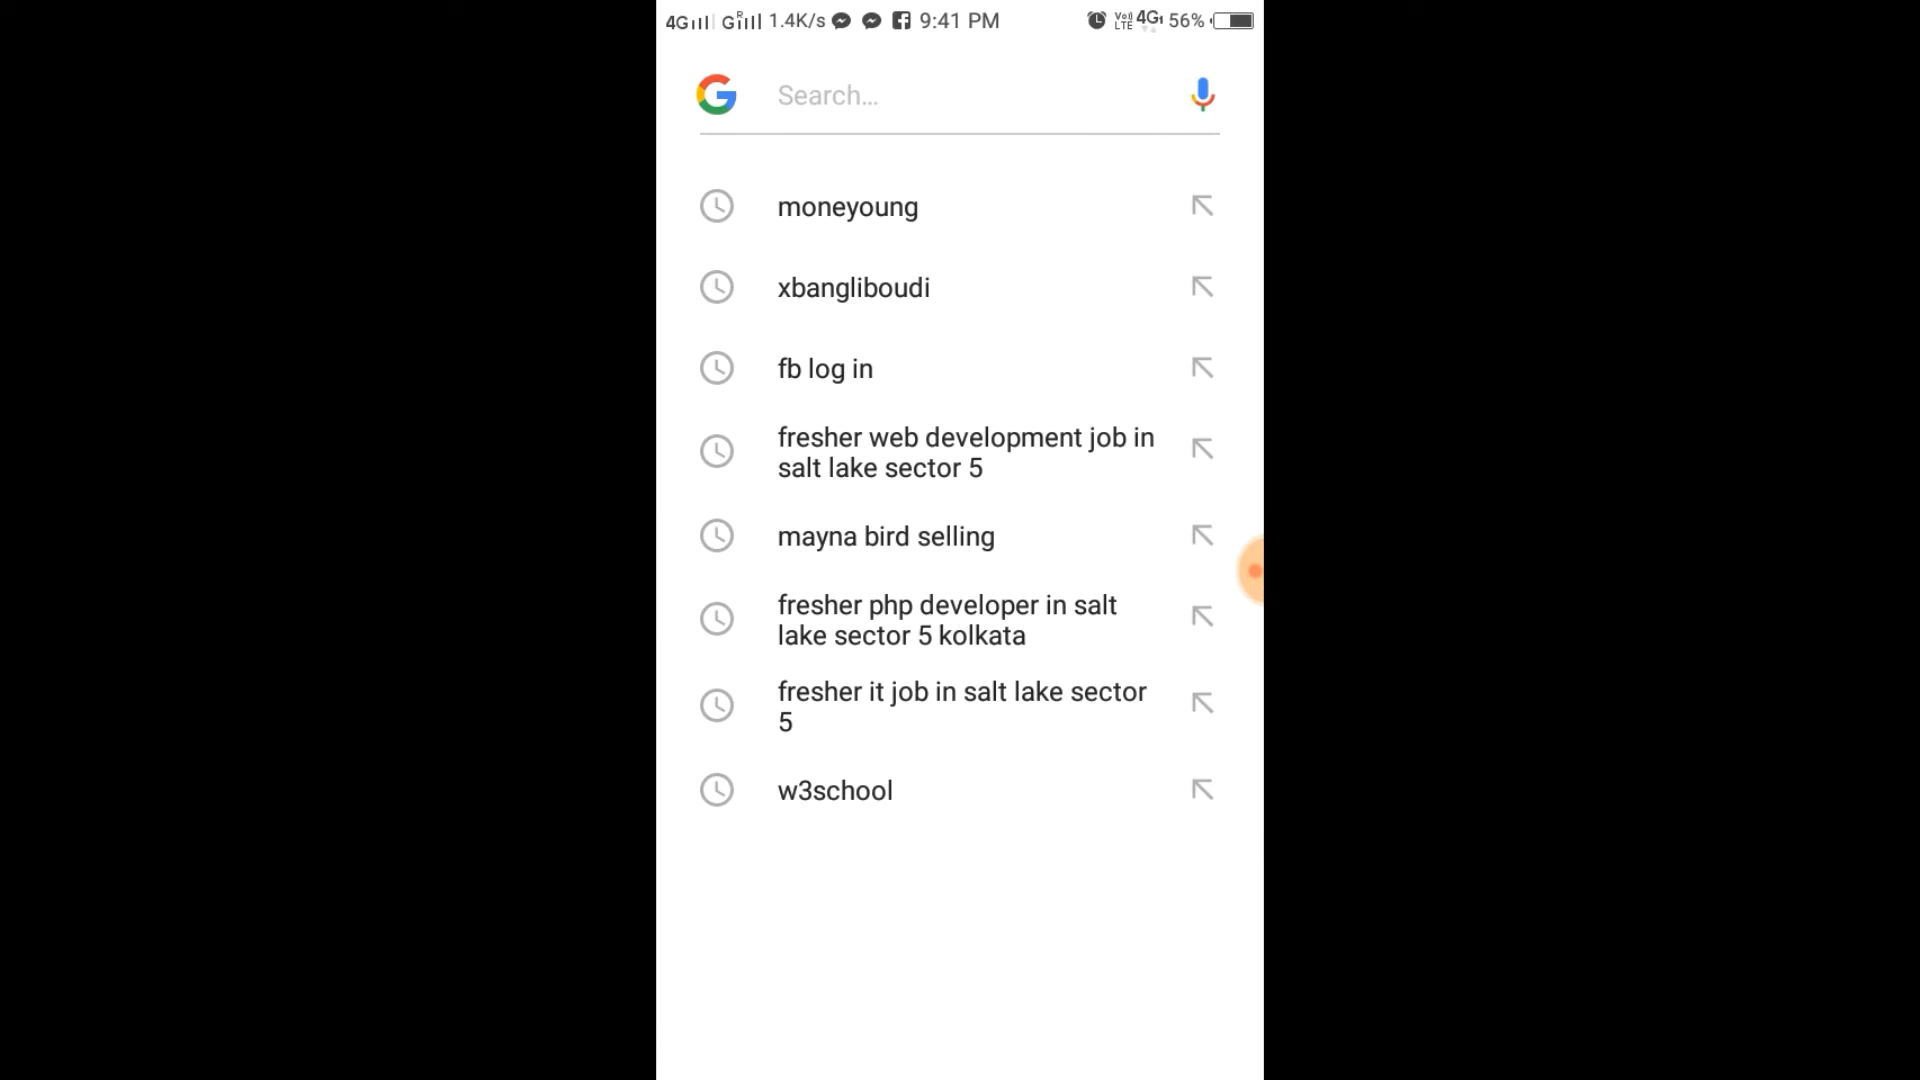 4G G R 1.4K/s 9:41 PM VoLTE 4G 56%
Search...
moneyoung
xbangliboudi
fb log in
fresher web development job in
salt lake sector 5
mayna bird selling
fresher php developer in salt
lake sector 5 kolkata
fresher it job in salt lake sector
5
w3school